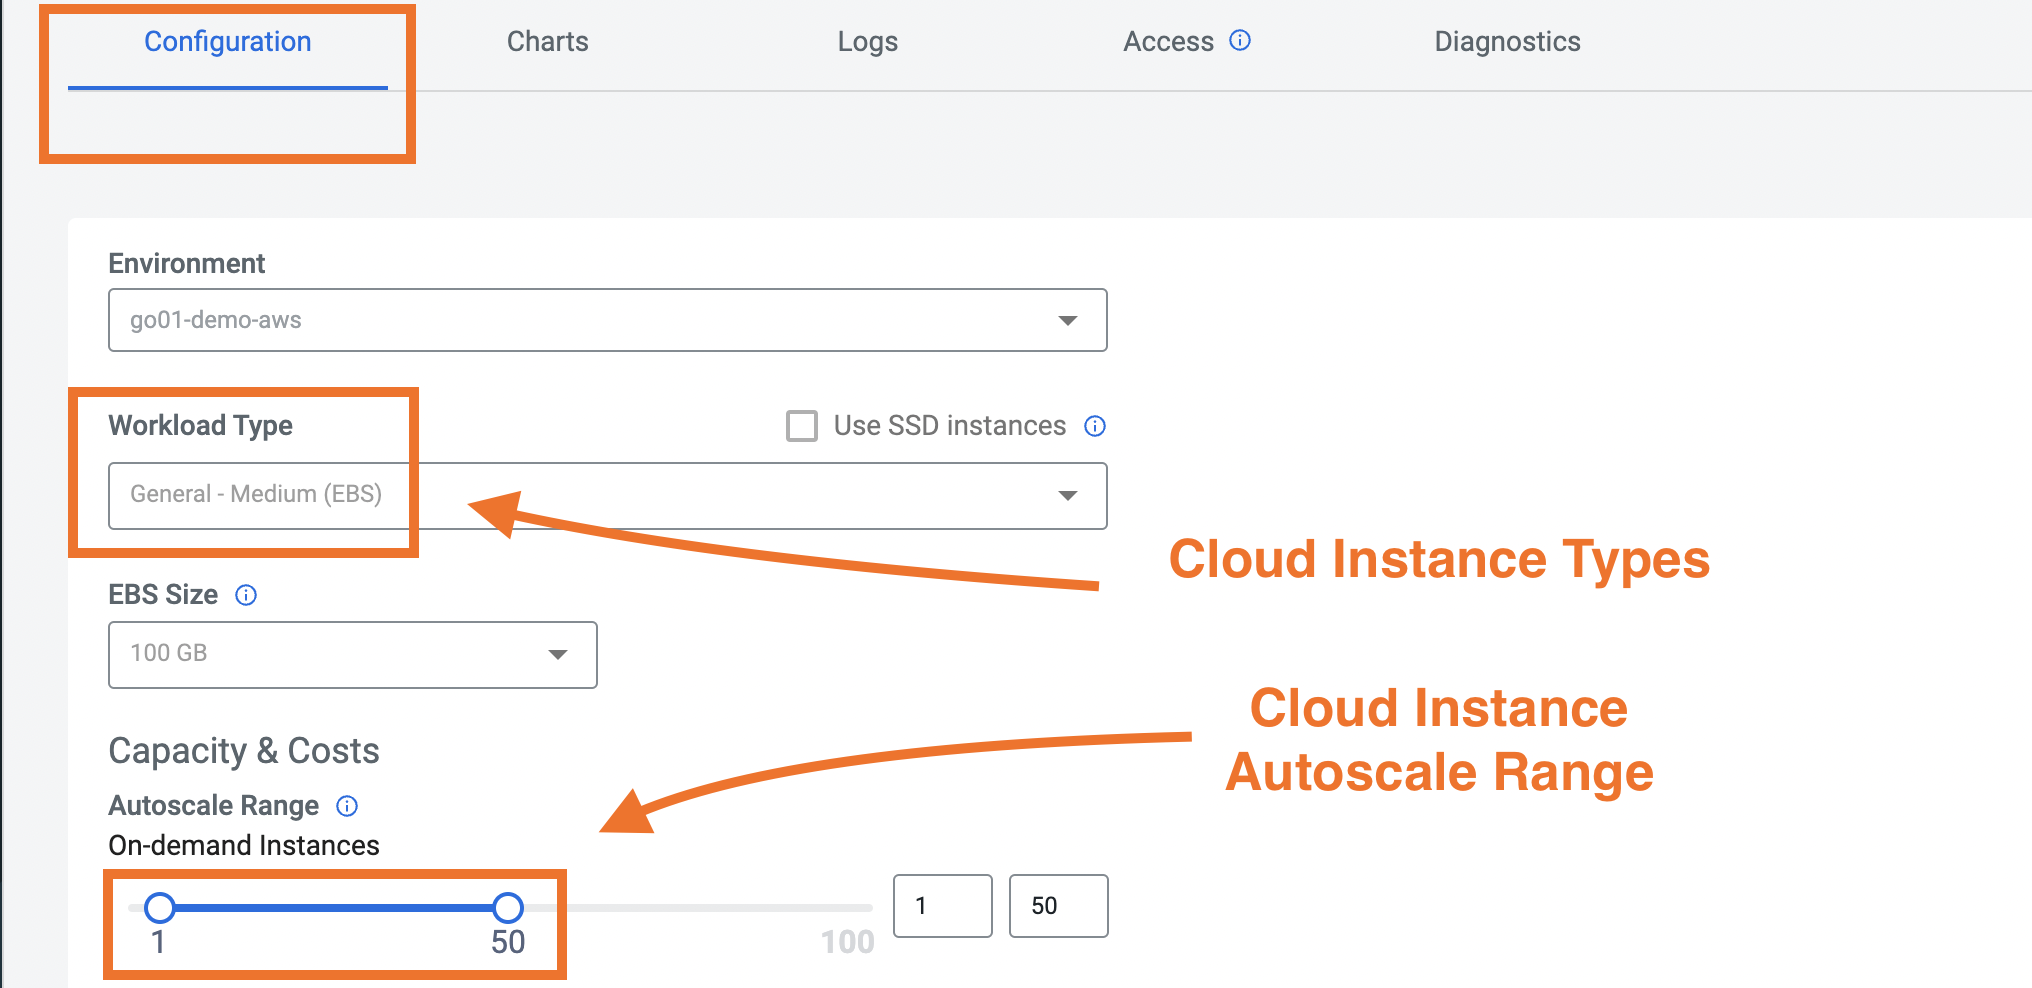 Configuration Charts Logs Access Diagnostics
Environment
go01-demo-aws
Workload Type Use SSD instances
General - Medium (EBS)
Cloud Instance Types
EBS Size
100 GB
Cloud Instance
Autoscale Range
Capacity & Costs
Autoscale Range
On-demand Instances
1 50
1 50 100